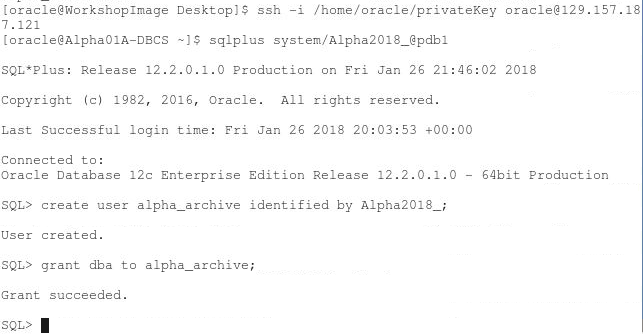 [oracle@WorkshopImage Desktop]$ ssh -i /home/oracle/privateKey oracle@129.157.18
7.121
[oracle@Alpha01A-DBCS ~]$ sqlplus system/Alpha2018_@pdb1
SQL*Plus: Release 12.2.0.1.0 Production on Fri Jan 26 21:46:02 2018
Copyright (c) 1982, 2016, Oracle.  All rights reserved.
Last Successful login time: Fri Jan 26 2018 20:03:53 +00:00
Connected to:
Oracle Database 12c Enterprise Edition Release 12.2.0.1.0 - 64bit Production
SQL> create user alpha_archive identified by Alpha2018_;
User created.
SQL> grant dba to alpha_archive;
Grant succeeded.
SQL>